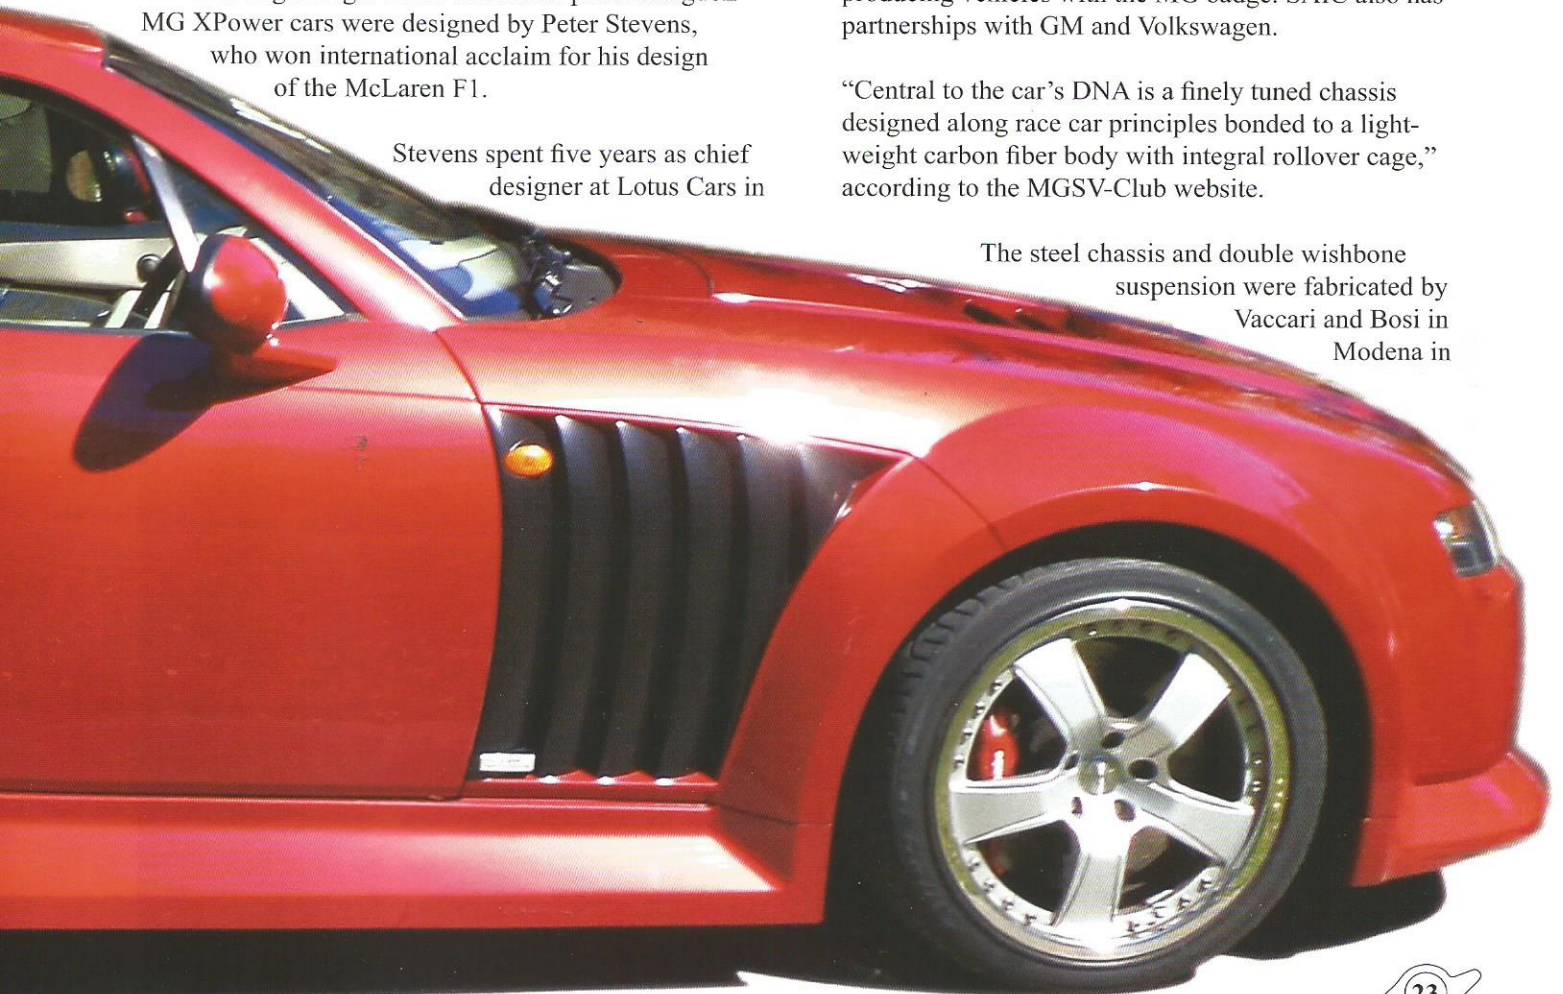 MG XPower cars were designed by Peter Stevens,
who won international acclaim for his design
of the McLaren F1.
Stevens spent five years as chief
designer at Lotus Cars in
partnerships with GM and Volkswagen.
“Central to the car’s DNA is a finely tuned chassis
designed along race car principles bonded to a light-
weight carbon fiber body with integral rollover cage,”
according to the MGSV-Club website.
The steel chassis and double wishbone
suspension were fabricated by
Vaccari and Bosi in
Modena in
23